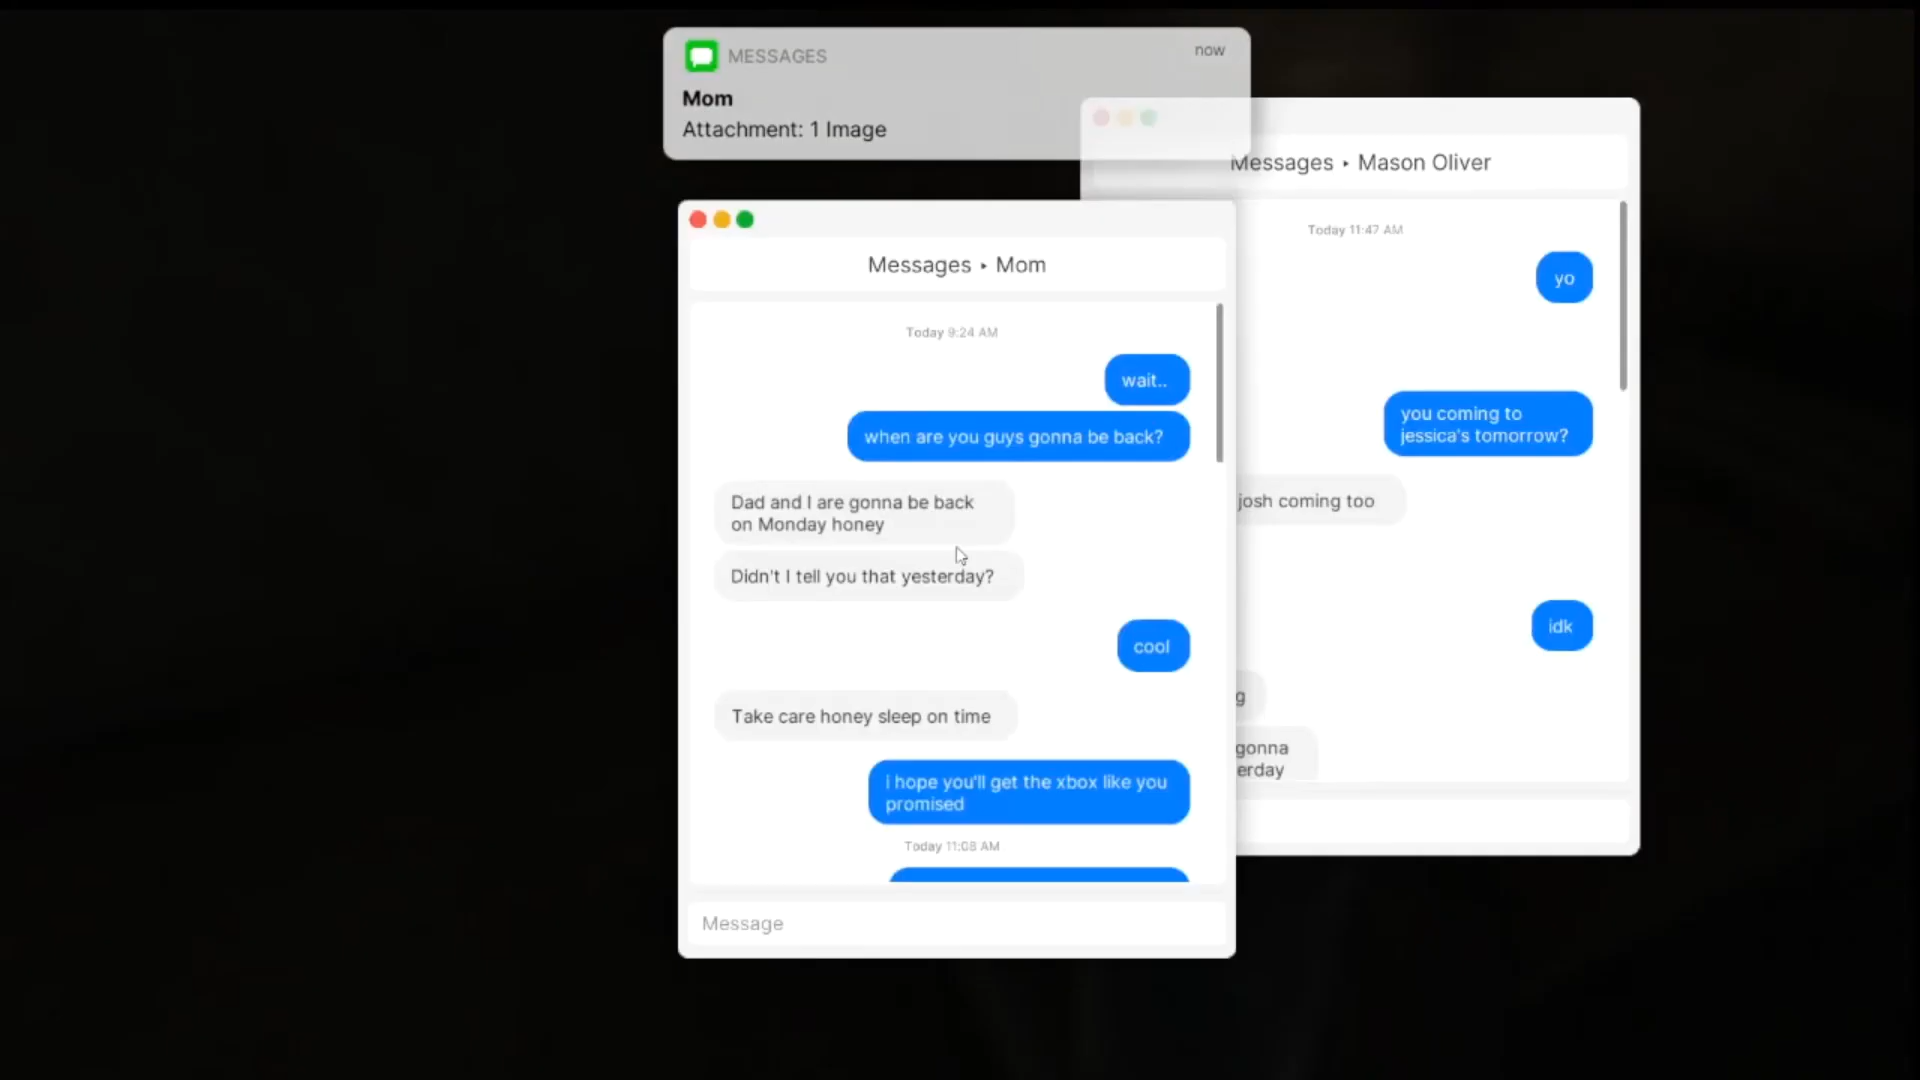 MESSAGES
now
Mom
Attachment: 1 Image
Messages ‣ Mason Oliver
Today 11:47 AM
yo
you coming to
jessica's tomorrow?
josh coming too
idk
g
gonna
erday
Messages ‣ Mom
Today 9:24 AM
wait..
when are you guys gonna be back?
Dad and I are gonna be back
on Monday honey
Didn't I tell you that yesterday?
cool
Take care honey sleep on time
i hope you'll get the xbox like you
promised
Today 11:08 AM
Message